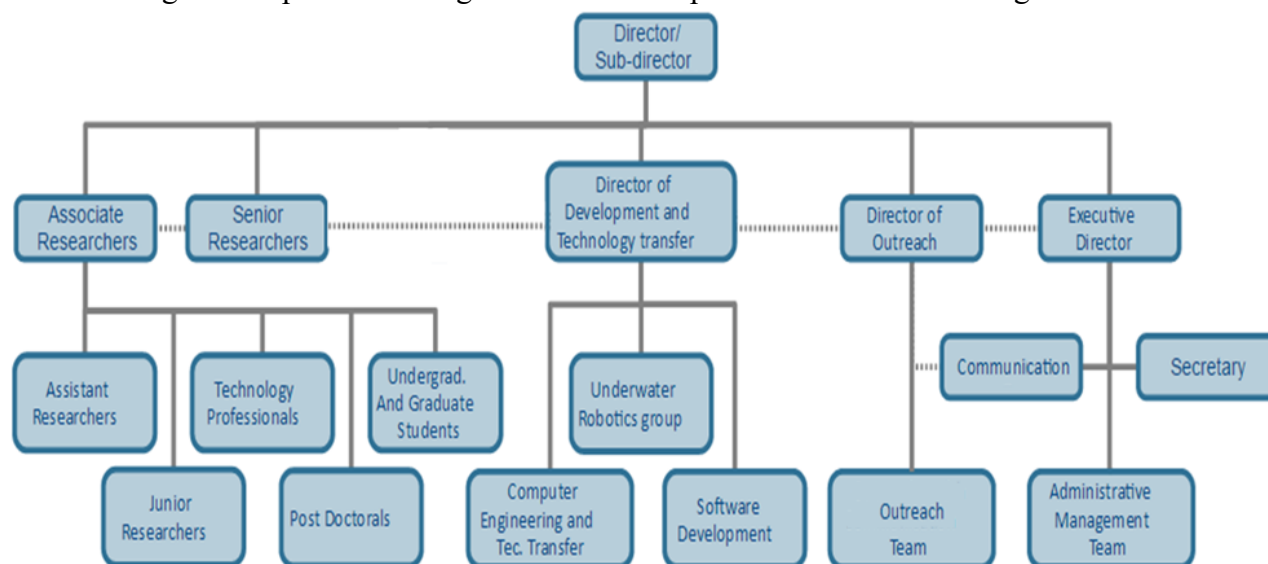 Director/
Sub-director
Associate
Researchers
Senior
Researchers
Director of
Development and
Technology transfer
Director of
Outreach
Executive
Director
Communication
Secretary
Assistant
Researchers
Technology
Professionals
Undergrad.
And Graduate
Students
Underwater
Robotics group
Junior
Researchers
Post Doctorals
Computer
Engineering and
Tec. Transfer
Software
Development
Outreach
Team
Administrative
Management
Team